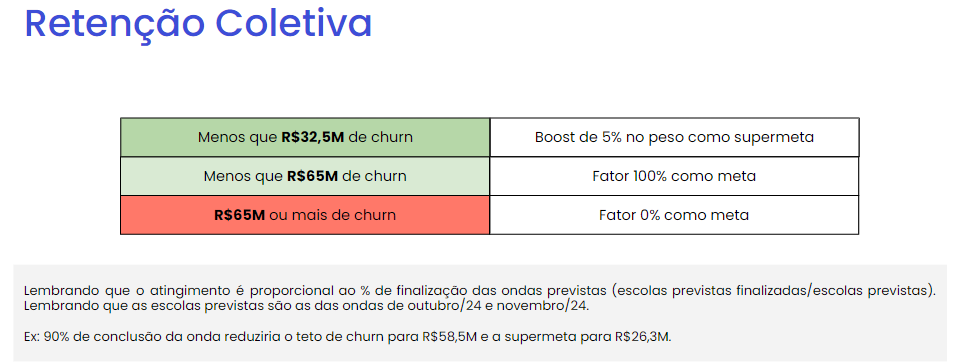 Retenção Coletiva
Menos que R$32,5M de churn
Boost de 5% no peso como supermeta
Menos que R$65M de churn
Fator 100% como meta
R$65M ou mais de churn
Fator 0% como meta
Lembrando que o atingimento é proporcional ao % de finalização das ondas previstas (escolas previstas finalizadas/escolas previstas).
Lembrando que as escolas previstas são as das ondas de outubro/24 e novembro/24.
Ex: 90% de conclusão da onda reduziria o teto de churn para R$58,5M e a supermeta para R$26,3M.